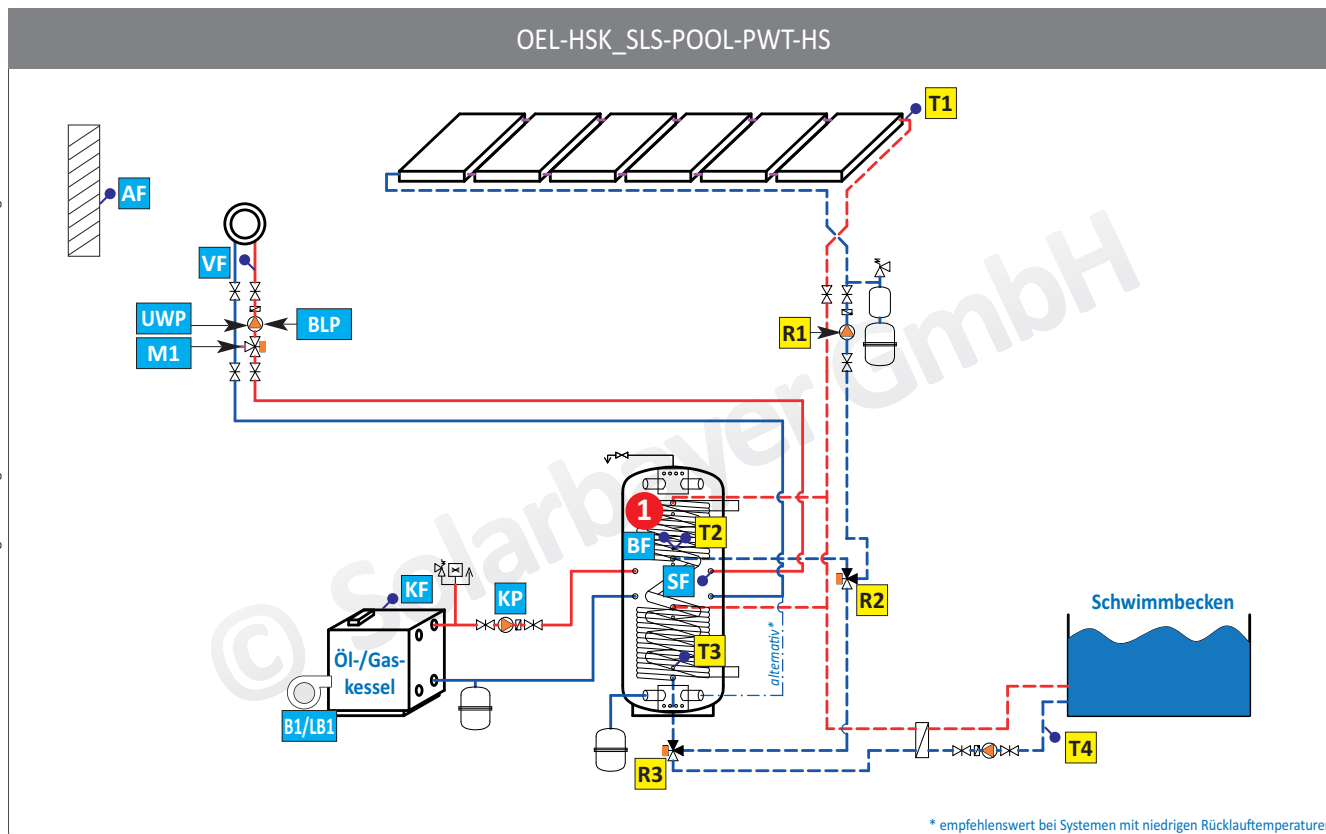 OEL-HSK_SLS-POOL-PWT-HS
T1
AF
VF
UWP
BLP
M1
R1
© Solarbayer GmbH
1
T2
BF
SF
KF
KP
R2
Schwimmbecken
Öl-/Gas-
kessel
T3
alternativ*
B1/LB1
T4
R3
* empfehlenswert bei Systemen mit niedrigen Rücklauftemperaturen